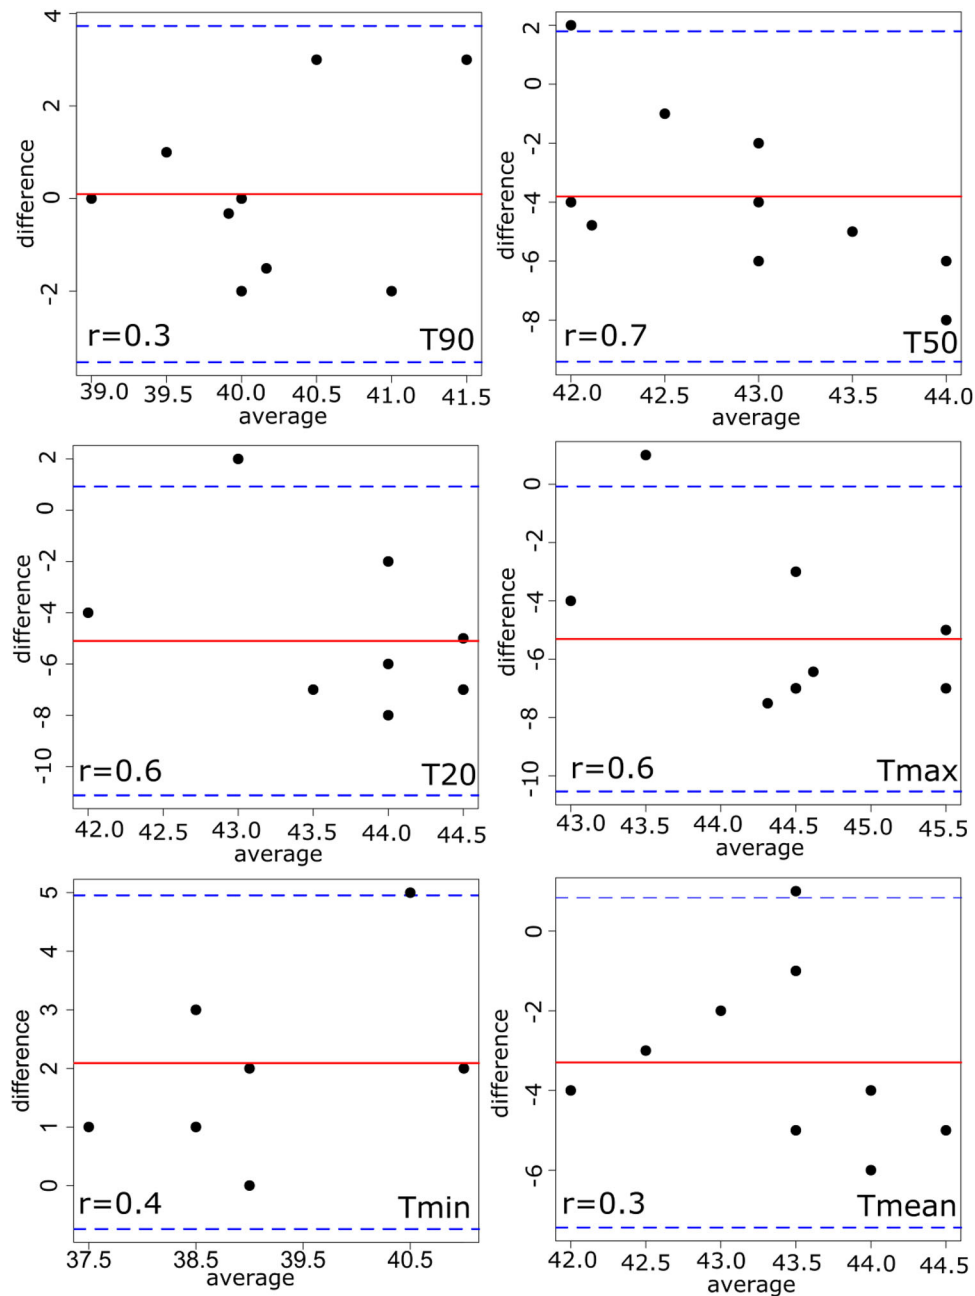 4
2
0
-2
difference
r=0.3
T90
39.0 39.5 40.0 40.5 41.0 41.5
average
2
0
-2
-4
-6
-8
difference
r=0.7
T50
42.0 42.5 43.0 43.5 44.0
average
2
0
-2
-4
-6
-8
-10
difference
r=0.6
T20
42.0 42.5 43.0 43.5 44.0 44.5
average
0
-2
-4
-6
-8
-10
difference
r=0.6
Tmax
43.0 43.5 44.0 44.5 45.0 45.5
average
5
4
3
2
1
0
difference
r=0.4
Tmin
37.5 38.5 39.5 40.5
average
0
-2
-4
-6
difference
r=0.3
Tmean
42.0 42.5 43.0 43.5 44.0 44.5
average